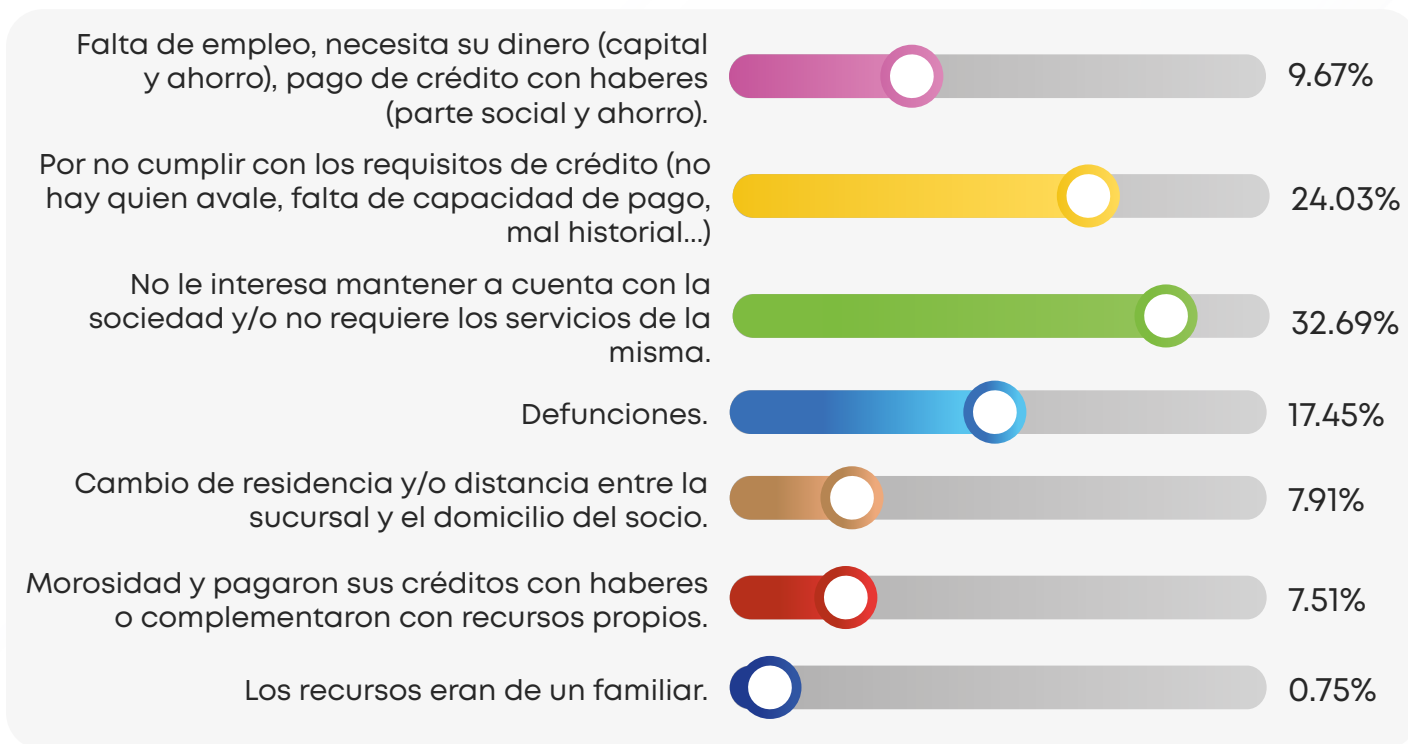 Falta de empleo, necesita su dinero (capital
y ahorro), pago de crédito con haberes
(parte social y ahorro).
9.67%
Por no cumplir con los requisitos de crédito (no
hay quien avale, falta de capacidad de pago,
mal historial...)
24.03%
No le interesa mantener a cuenta con la
sociedad y/o no requiere los servicios de la
misma.
32.69%
Defunciones.
17.45%
Cambio de residencia y/o distancia entre la
sucursal y el domicilio del socio.
7.91%
Morosidad y pagaron sus créditos con haberes
o complementaron con recursos propios.
7.51%
Los recursos eran de un familiar.
0.75%